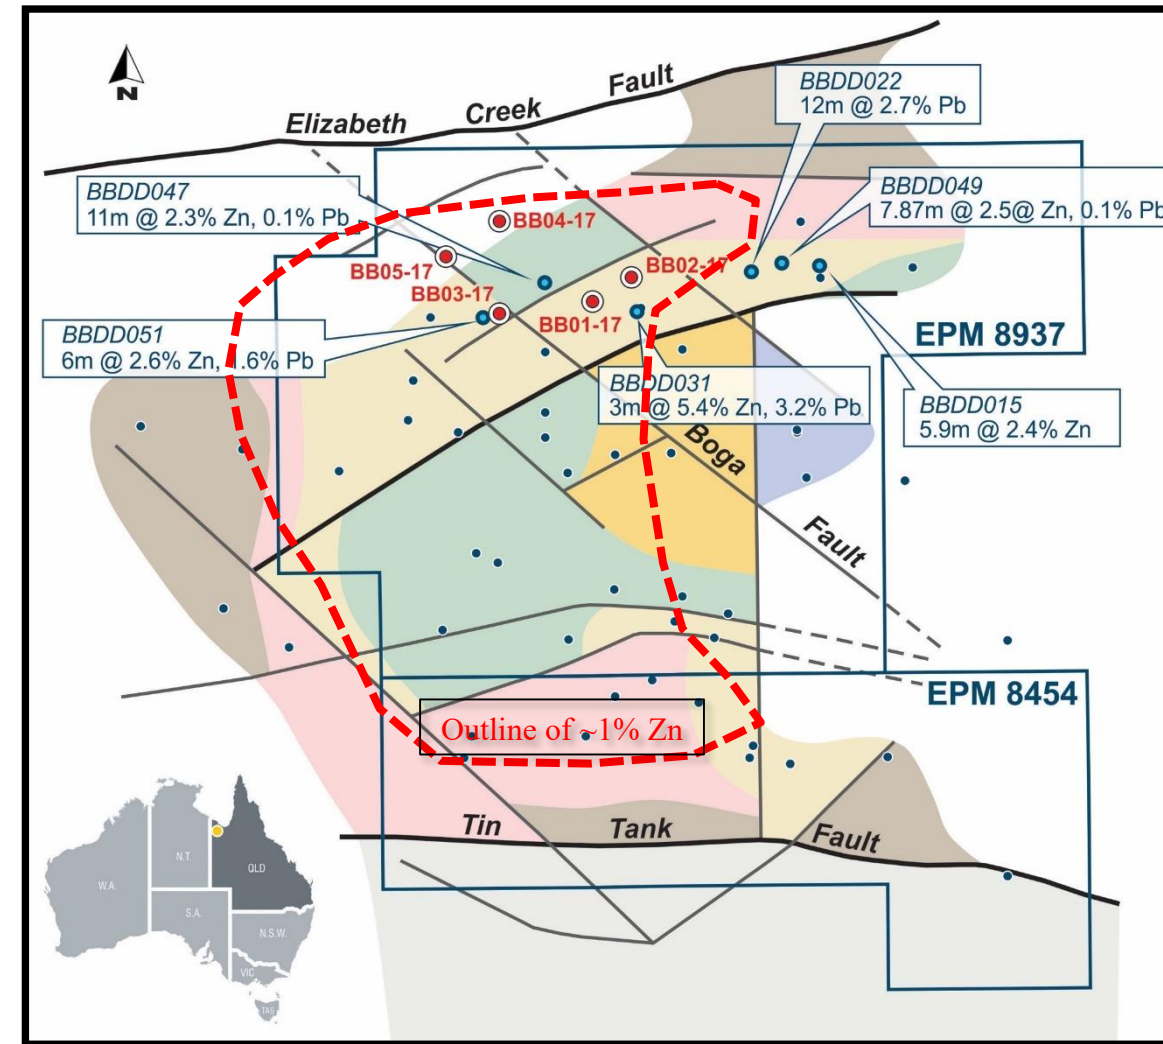 N
Elizabeth Creek Fault
BBDD022
12m @ 2.7% Pb
BBDD047
11m @ 2.3% Zn, 0.1% Pb
BBDD049
7.87m @ 2.5@ Zn, 0.1% Pb
BB04-17
BB05-17
BB02-17
BB03-17
BB01-17
BBDD051
6m @ 2.6% Zn, 1.6% Pb
EPM 8937
BBDD031
3m @ 5.4% Zn, 3.2% Pb
BBDD015
5.9m @ 2.4% Zn
Boga Fault
EPM 8454
Outline of ~1% Zn
Tin Tank Fault
N.T.
QLD
W.A.
S.A.
N.S.W.
VIC
TAS